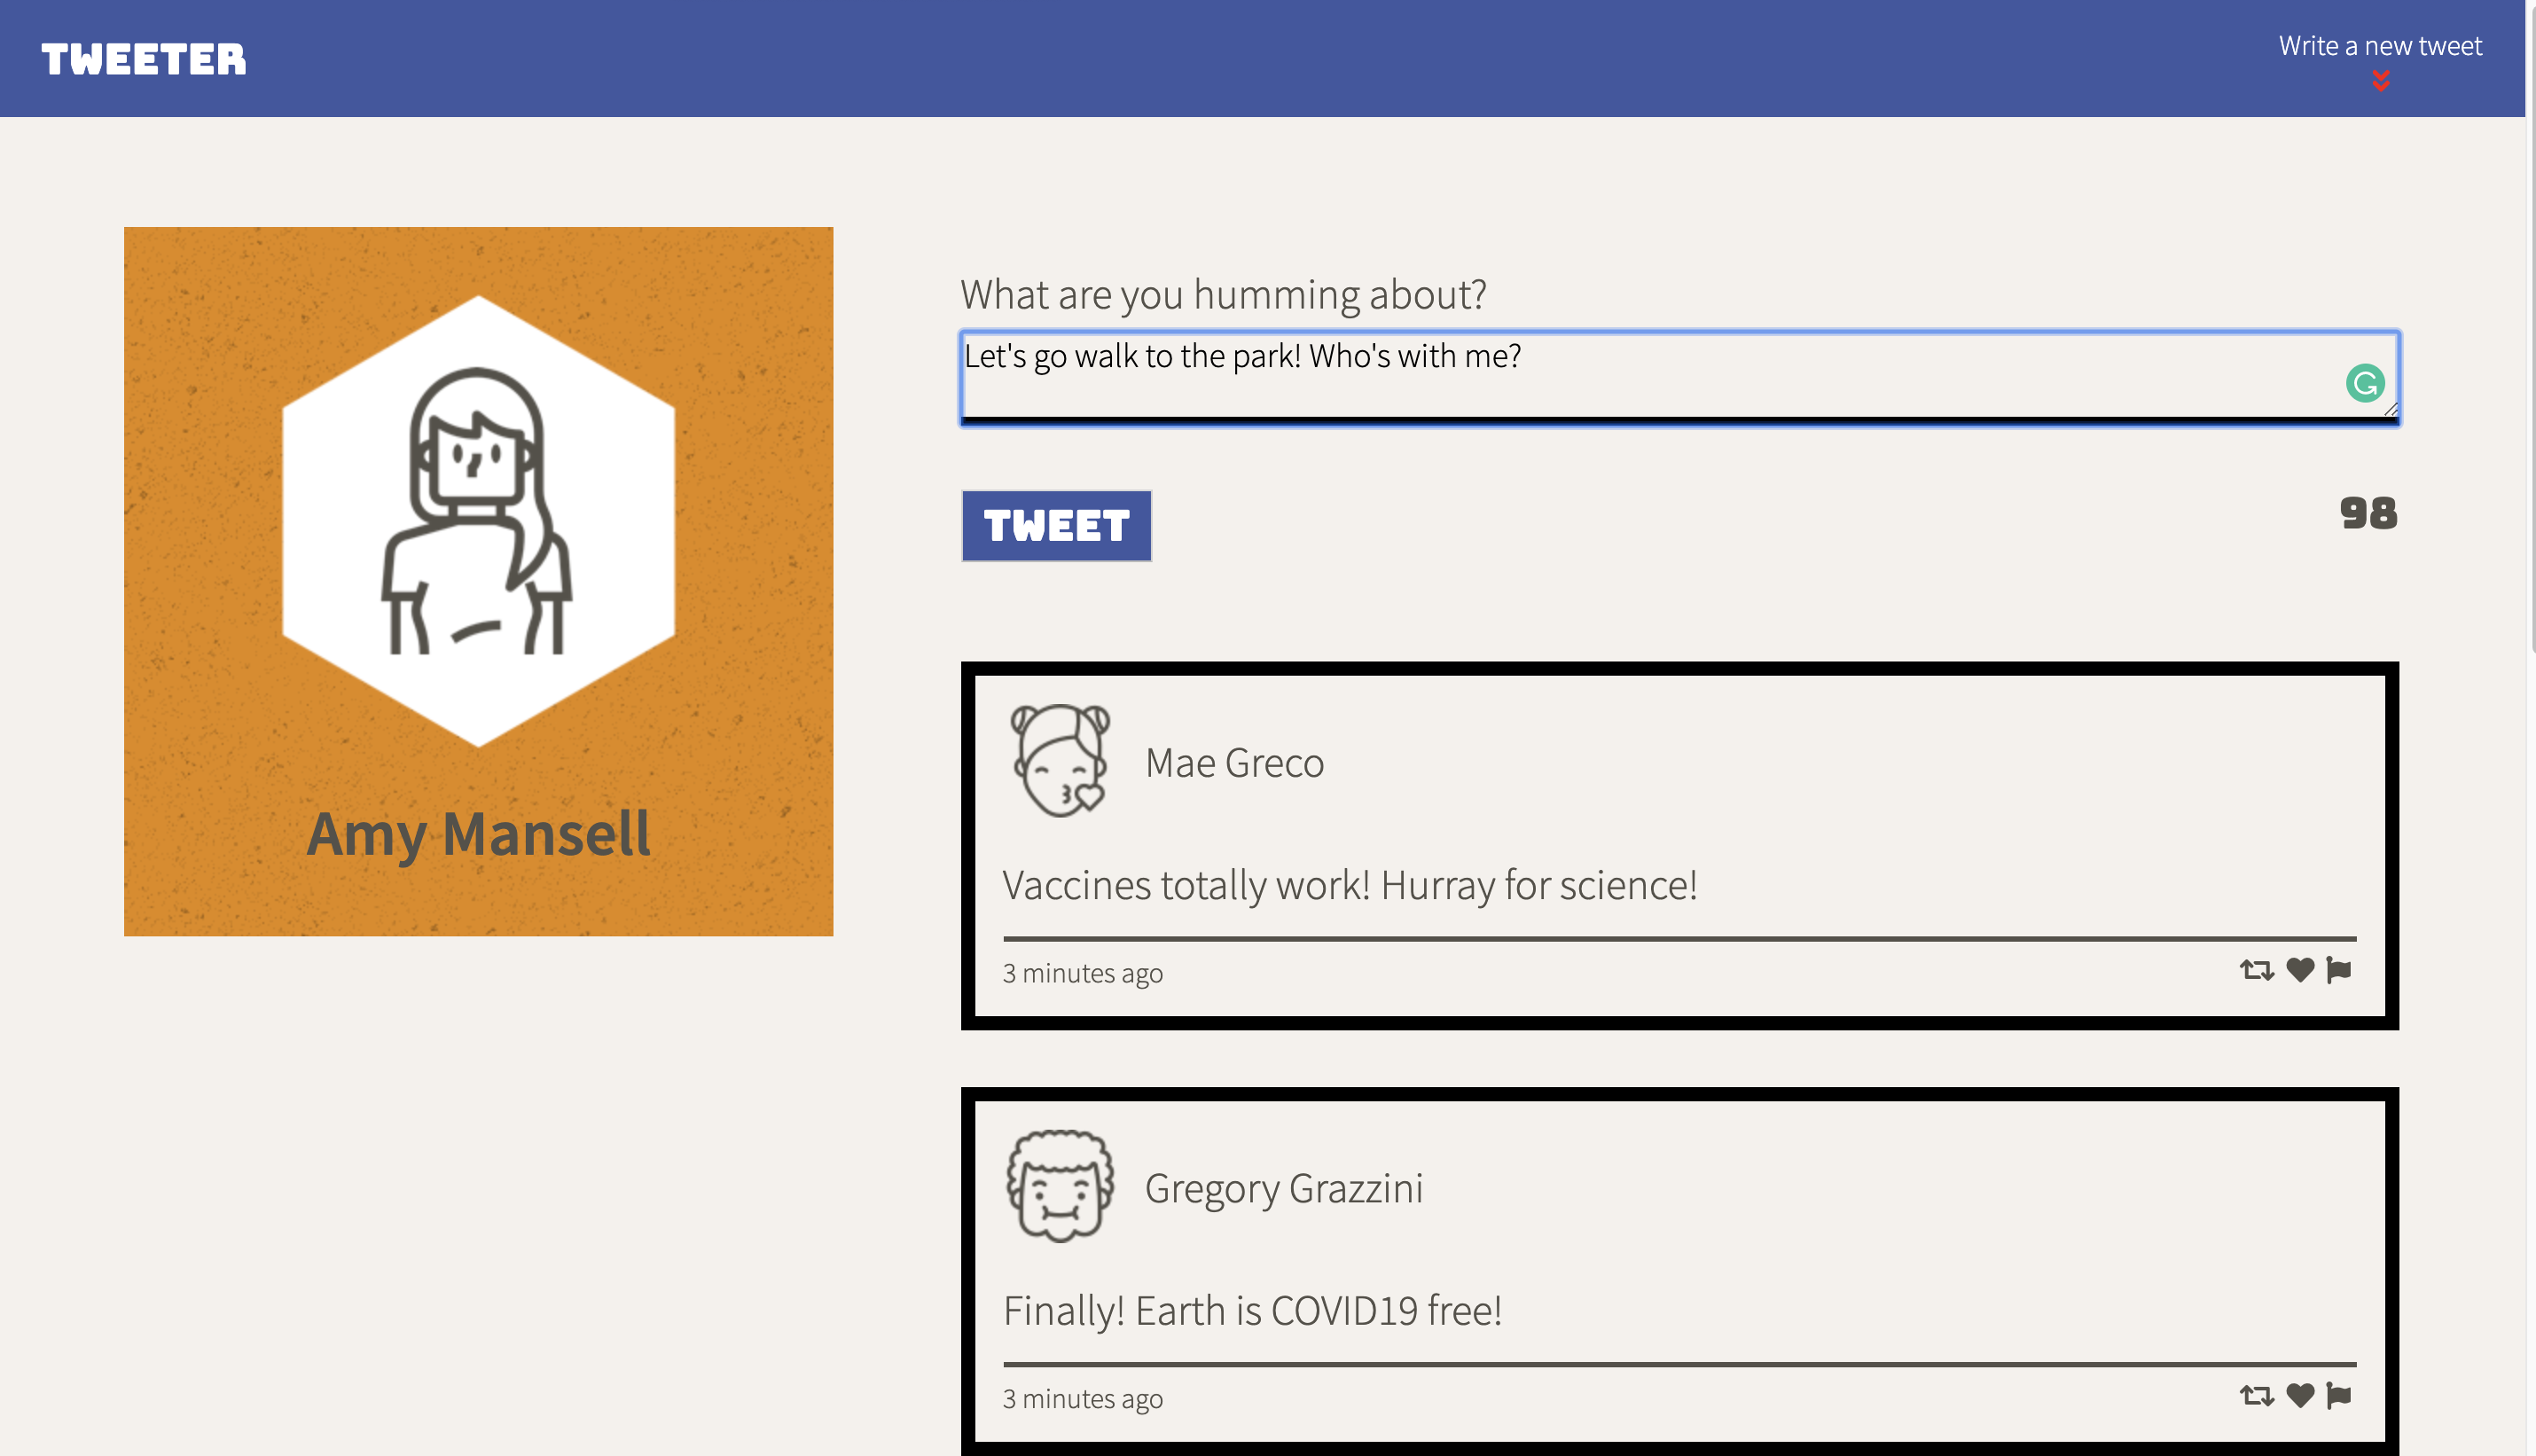 TWEETER
Write a new tweet
Amy Mansell
What are you humming about?
Let's go walk to the park! Who's with me?
TWEET
98
Mae Greco
Vaccines totally work! Hurray for science!
3 minutes ago
Gregory Grazzini
Finally! Earth is COVID19 free!
3 minutes ago